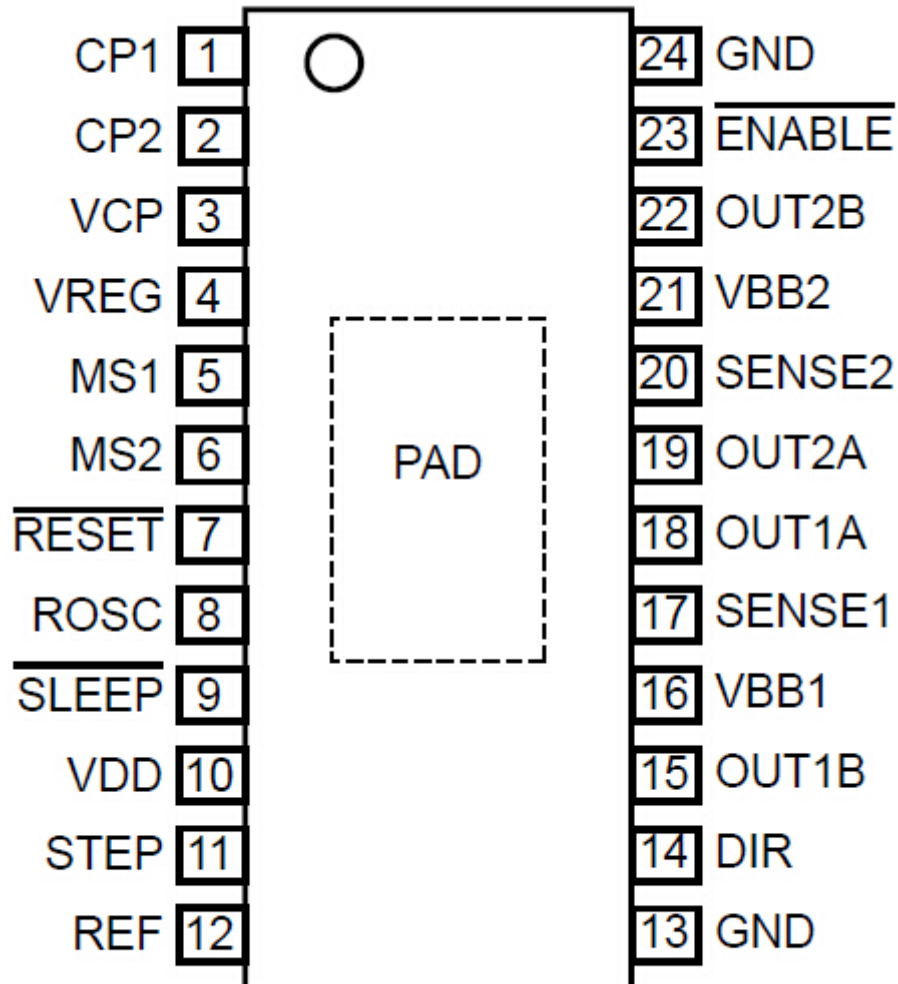 CP1 1 24 GND
CP2 2 23 ENABLE
VCP 3 22 OUT2B
VREG 4 21 VBB2
MS1 5 20 SENSE2
MS2 6 19 OUT2A
PAD
RESET 7 18 OUT1A
ROSC 8 17 SENSE1
SLEEP 9 16 VBB1
VDD 10 15 OUT1B
STEP 11 14 DIR
REF 12 13 GND